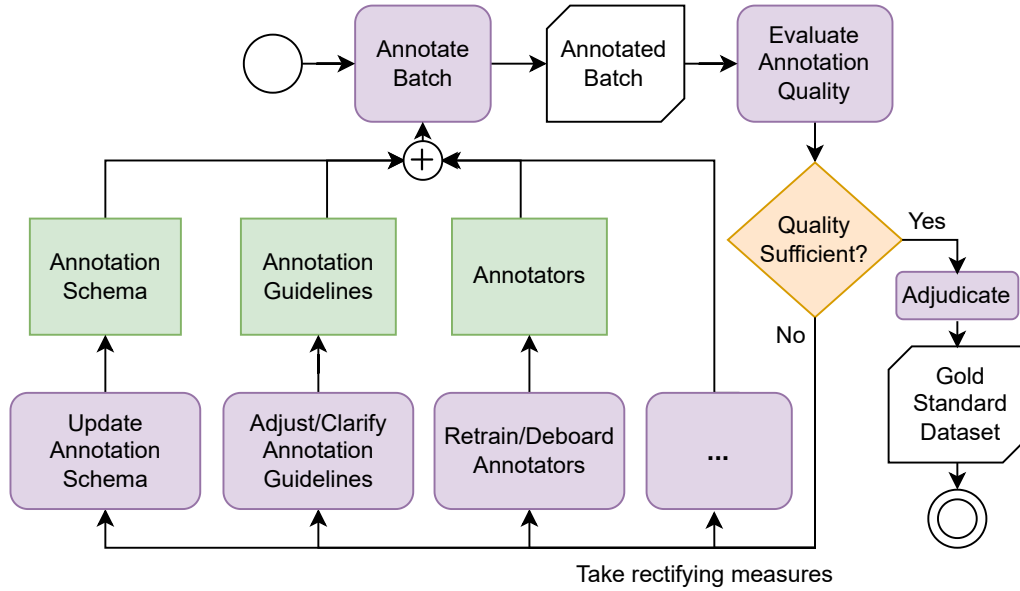 Annotate
Batch
Annotated
Batch
Evaluate
Annotation
Quality
Quality
Sufficient?
Yes
No
Adjudicate
Gold
Standard
Dataset
Annotation
Schema
Annotation
Guidelines
Annotators
Update
Annotation
Schema
Adjust/Clarify
Annotation
Guidelines
Retrain/Deboard
Annotators
...
Take rectifying measures